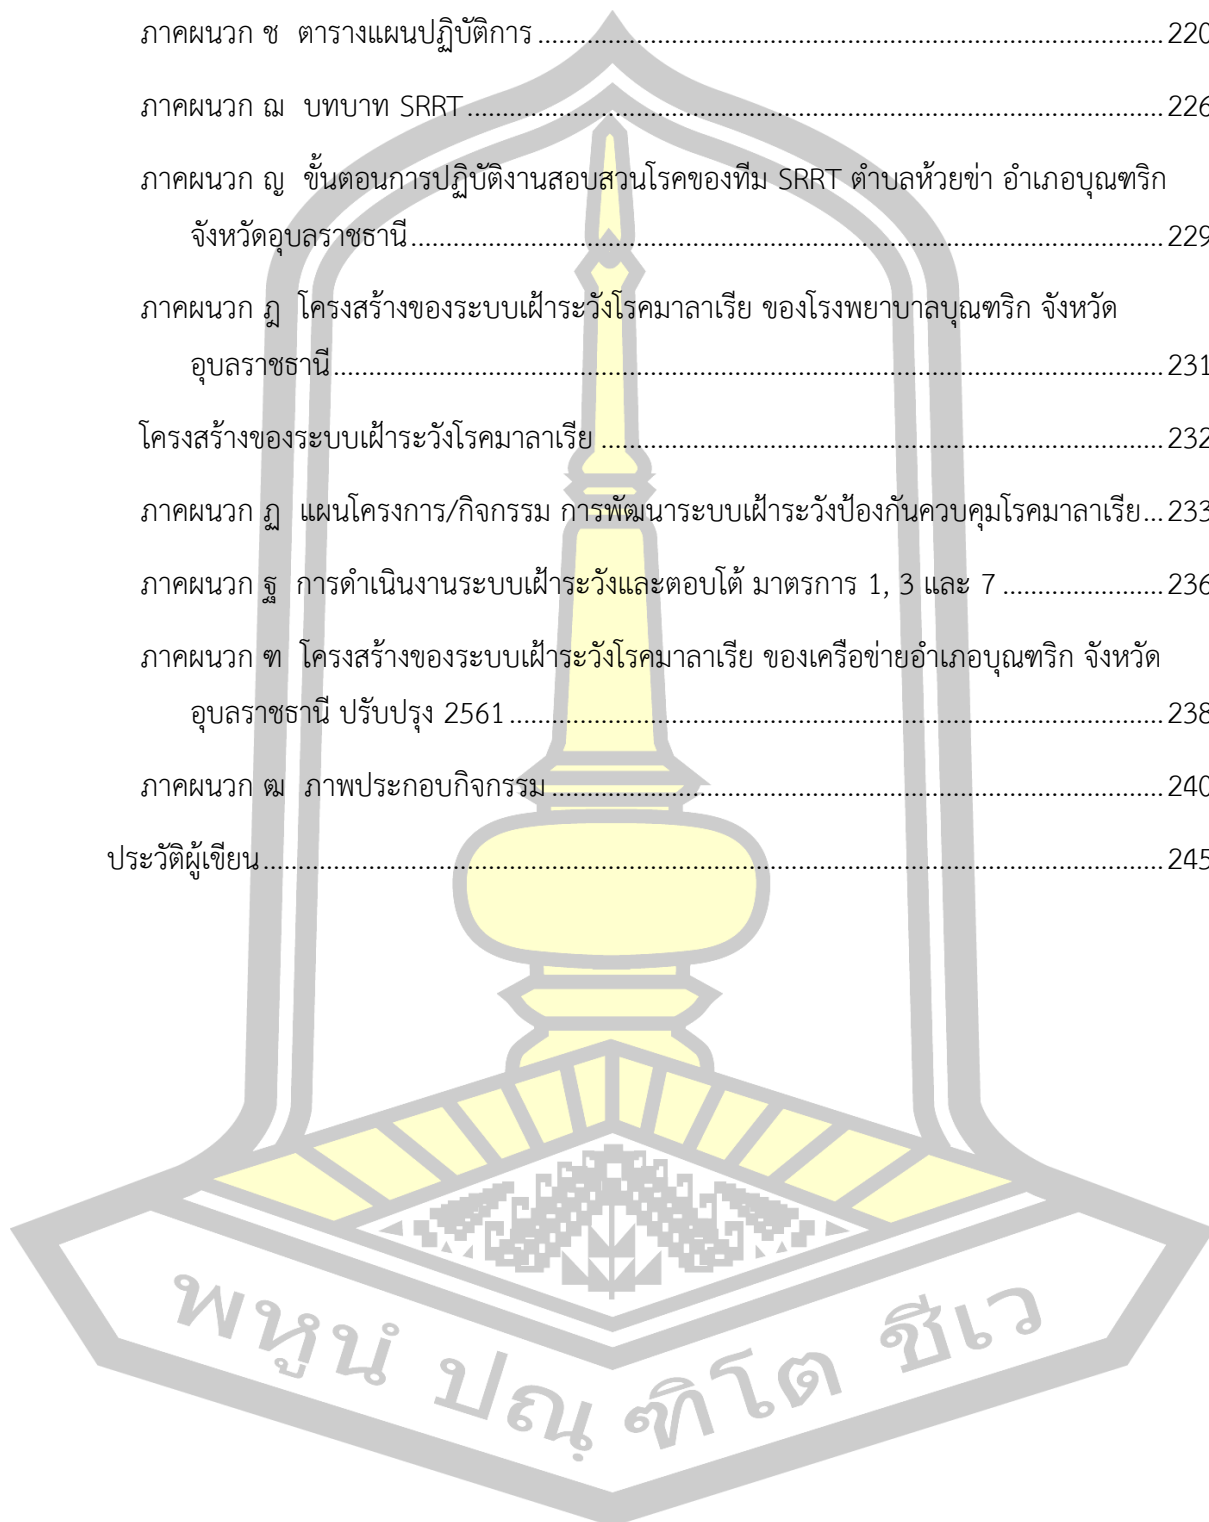 ภาคผนวก ช  ตารางแผนปฏิบัติการ ........................................................................ 220
ภาคผนวก ฌ  บทบาท SRRT ................................................................................ 226
ภาคผนวก ญ  ขั้นตอนการปฏิบัติงานสอบสวนโรคของทีม SRRT ตำบลห้วยข่า อำเภอบุณฑริก
จังหวัดอุบลราชธานี ...................................................................................... 229
ภาคผนวก ฎ  โครงสร้างของระบบเฝ้าระวังโรคมาลาเรีย ของโรงพยาบาลบุณฑริก จังหวัด
อุบลราชธานี ............................................................................................... 231
โครงสร้างของระบบเฝ้าระวังโรคมาลาเรีย ................................................................. 232
ภาคผนวก ฏ  แผนโครงการ/กิจกรรม การพัฒนาระบบเฝ้าระวังป้องกันควบคุมโรคมาลาเรีย ... 233
ภาคผนวก ฐ  การดำเนินงานระบบเฝ้าระวังและตอบโต้ มาตรการ 1, 3 และ 7 .................... 236
ภาคผนวก ฑ  โครงสร้างของระบบเฝ้าระวังโรคมาลาเรีย ของเครือข่ายอำเภอบุณฑริก จังหวัด
อุบลราชธานี ปรับปรุง 2561 ........................................................................... 238
ภาคผนวก ฒ  ภาพประกอบกิจกรรม ...................................................................... 240
ประวัติผู้เขียน ........................................................................................................ 245
พหูนํ ปณฺฑิโต ชีเว